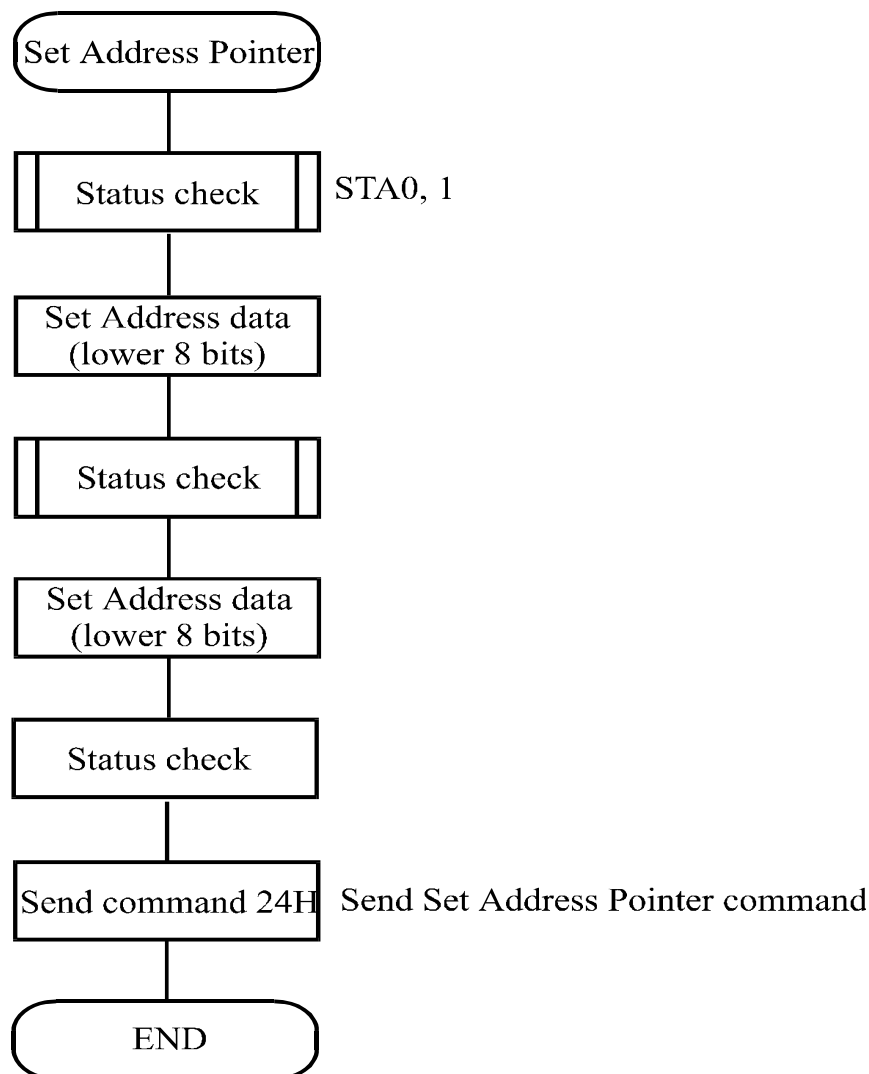 Set Address Pointer
Status check
STA0, 1
Set Address data
(lower 8 bits)
Status check
Set Address data
(lower 8 bits)
Status check
Send command 24H
Send Set Address Pointer command
END